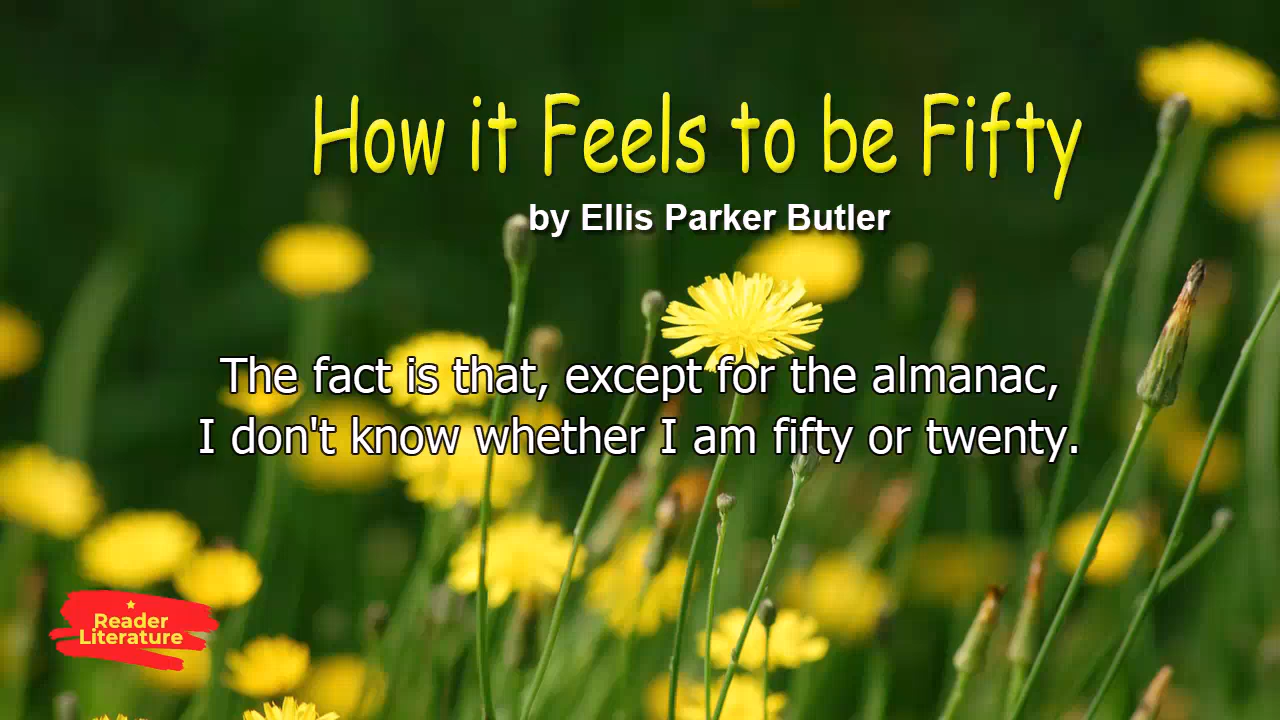 How it Feels to be Fifty
by Ellis Parker Butler
The fact is that, except for the almanac,
I don't know whether I am fifty or twenty.
Reader
Literature